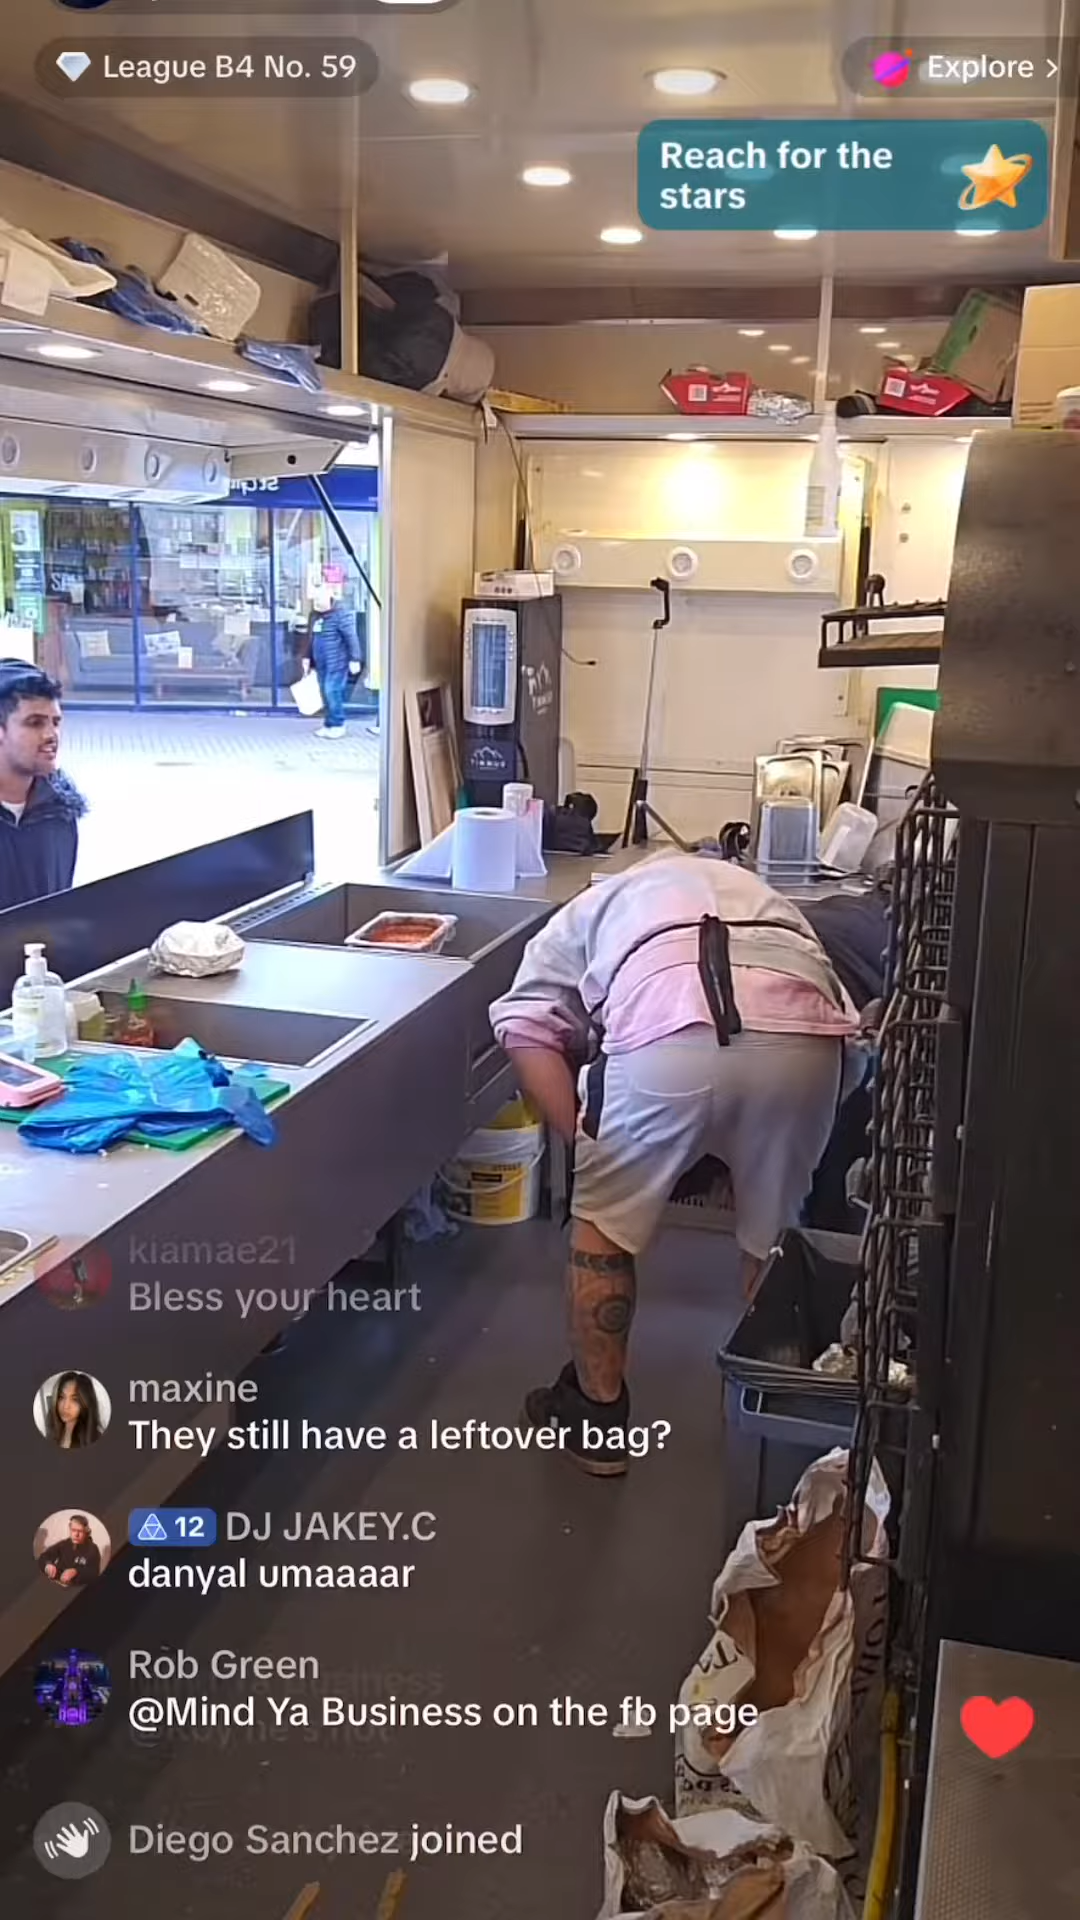 League B4 No. 59
Explore >
Reach for the
stars
kiamae21
Bless your heart
maxine
They still have a leftover bag?
12 DJ JAKEY.C
danyal umaaaar
Rob Green
@Mind Ya Business on the fb page
Diego Sanchez joined